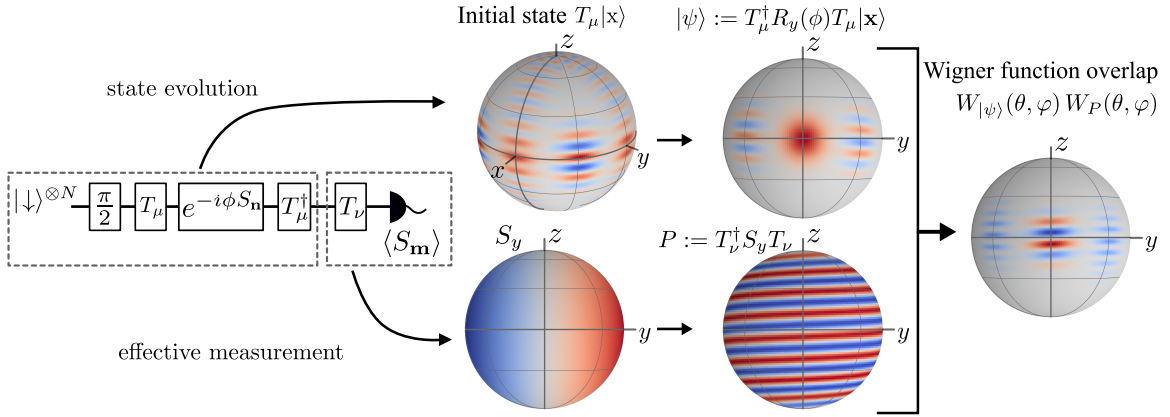 Initial state T_μ|x⟩
|ψ⟩ := T_μ^† R_y(ϕ)T_μ|𝐱⟩
state evolution
z
x
y
z
y
Wigner function overlap
W_{|ψ⟩}(θ, φ) W_P(θ, φ)
z
y
|↓⟩^{⊗N}
π/2
T_μ
e^{-iϕS_𝐧}
T_μ^†
T_ν
⟨S_𝐦⟩
S_y
z
y
P := T_ν^† S_y T_ν
z
y
effective measurement